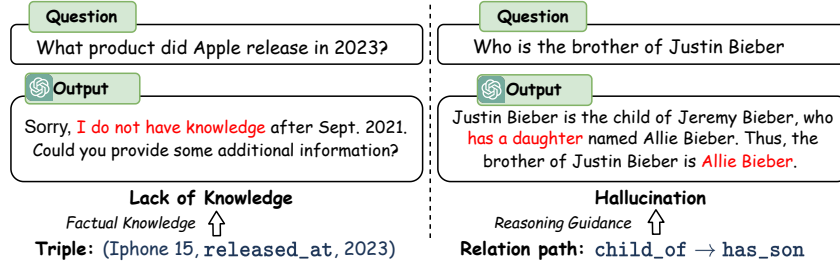 Question
What product did Apple release in 2023?
Output
Sorry, I do not have knowledge after Sept. 2021.
Could you provide some additional information?
Lack of Knowledge
Factual Knowledge
Triple: (Iphone 15, released_at, 2023)
Question
Who is the brother of Justin Bieber
Output
Justin Bieber is the child of Jeremy Bieber, who
has a daughter named Allie Bieber. Thus, the
brother of Justin Bieber is Allie Bieber.
Hallucination
Reasoning Guidance
Relation path: child_of → has_son